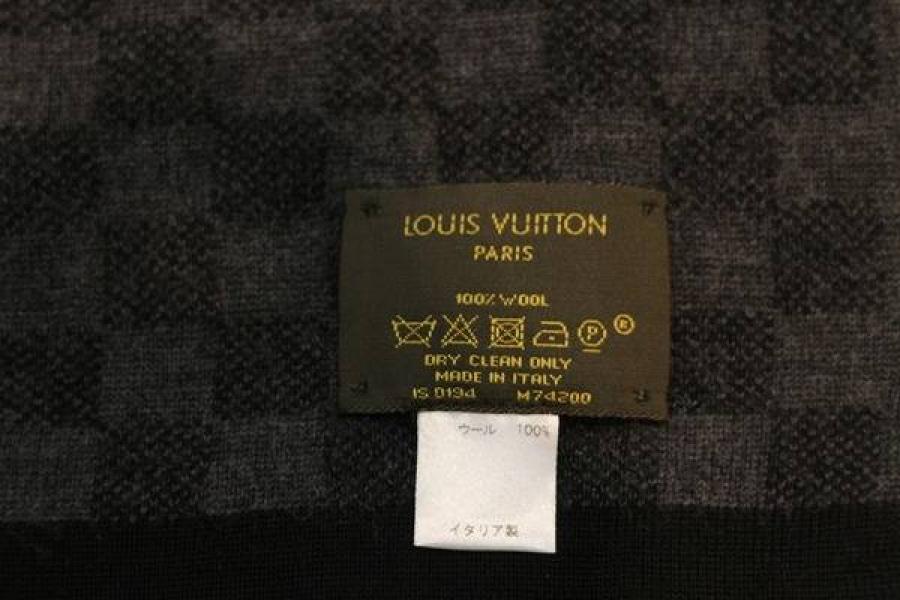 LOUIS VUITTON
PARIS
100% WOOL
P ®
DRY CLEAN ONLY
MADE IN ITALY
IS 0194 M74200
ウール 100%
イタリア製